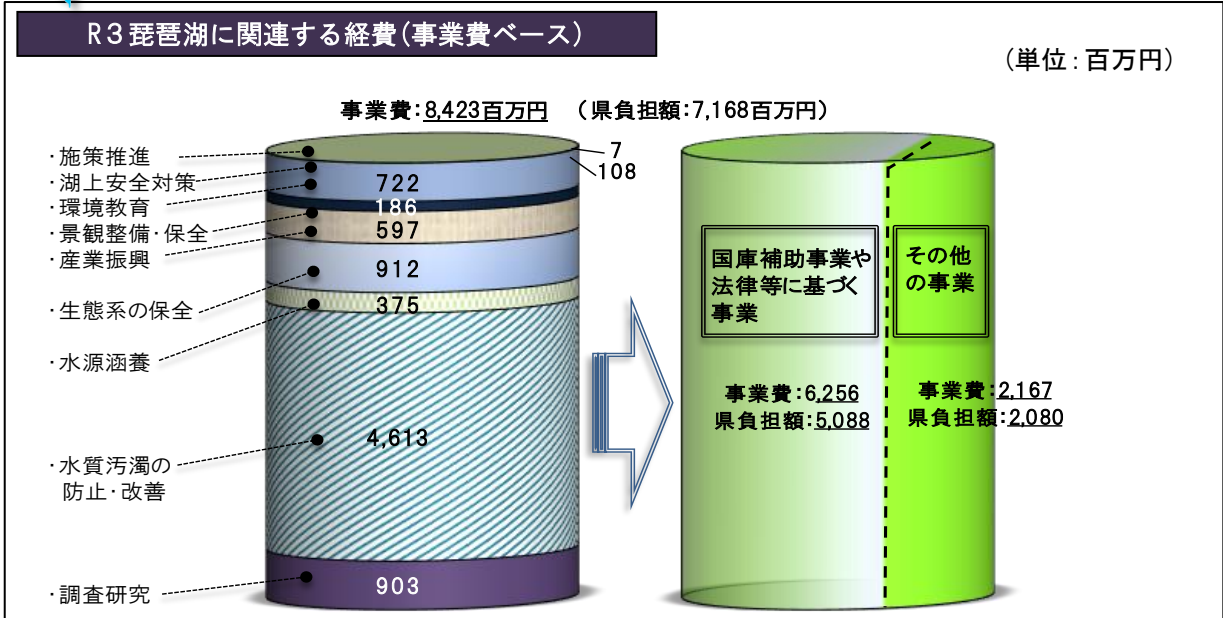 R3琵琶湖に関連する経費(事業費ベース)
(単位:百万円)
事業費:8,423百万円 (県負担額:7,168百万円)
・施策推進
・湖上安全対策
・環境教育
・景観整備・保全
・産業振興
・生態系の保全
・水源涵養
・水質汚濁の
防止・改善
・調査研究
7
108
722
186
597
912
375
4,613
903
国庫補助事業や
法律等に基づく
事業
事業費:6,256
県負担額:5,088
その他
の事業
事業費:2,167
県負担額:2,080